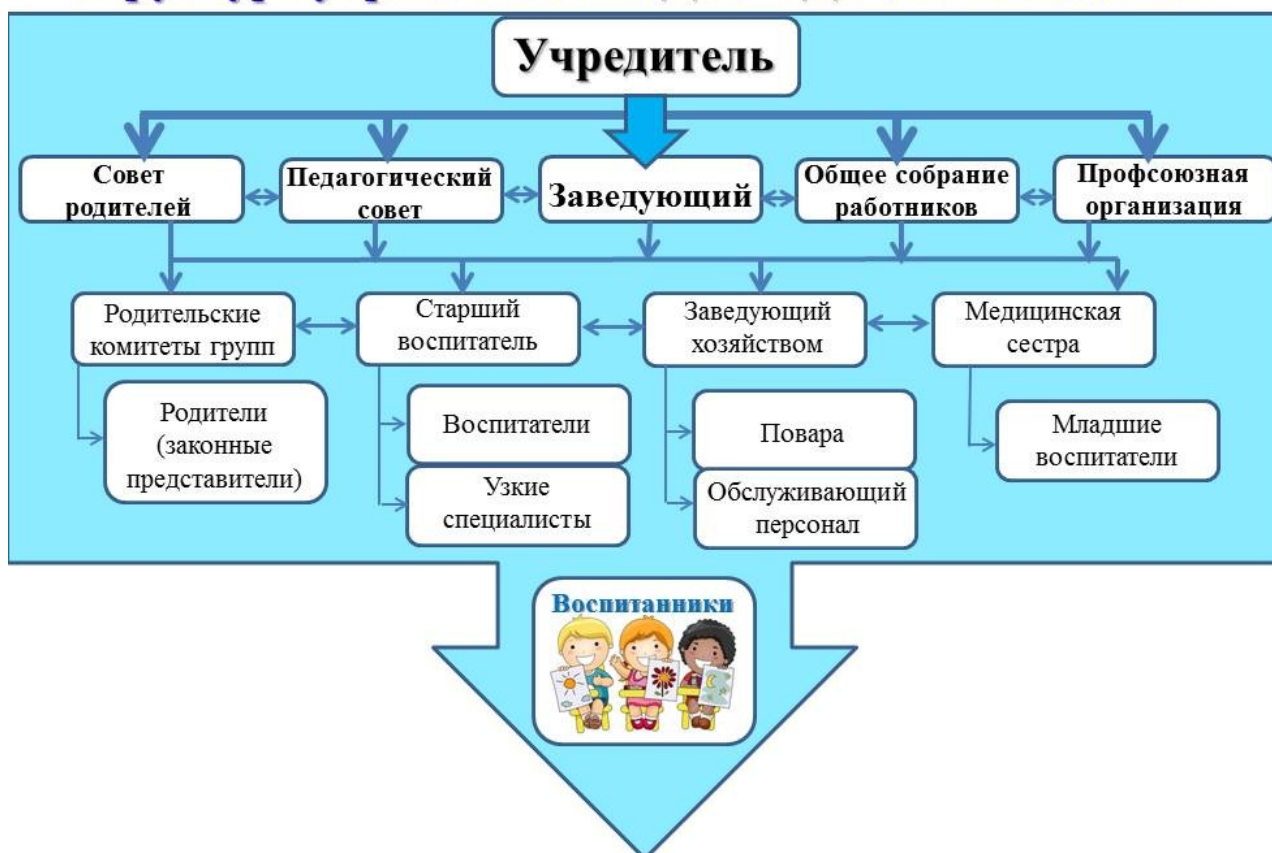 Учредитель
Совет
родителей
Педагогический
совет
Заведующий
Общее собрание
работников
Профсоюзная
организация
Родительские
комитеты групп
Старший
воспитатель
Заведующий
хозяйством
Медицинская
сестра
Родители
(законные
представители)
Воспитатели
Узкие
специалисты
Повара
Обслуживающий
персонал
Младшие
воспитатели
Воспитанники